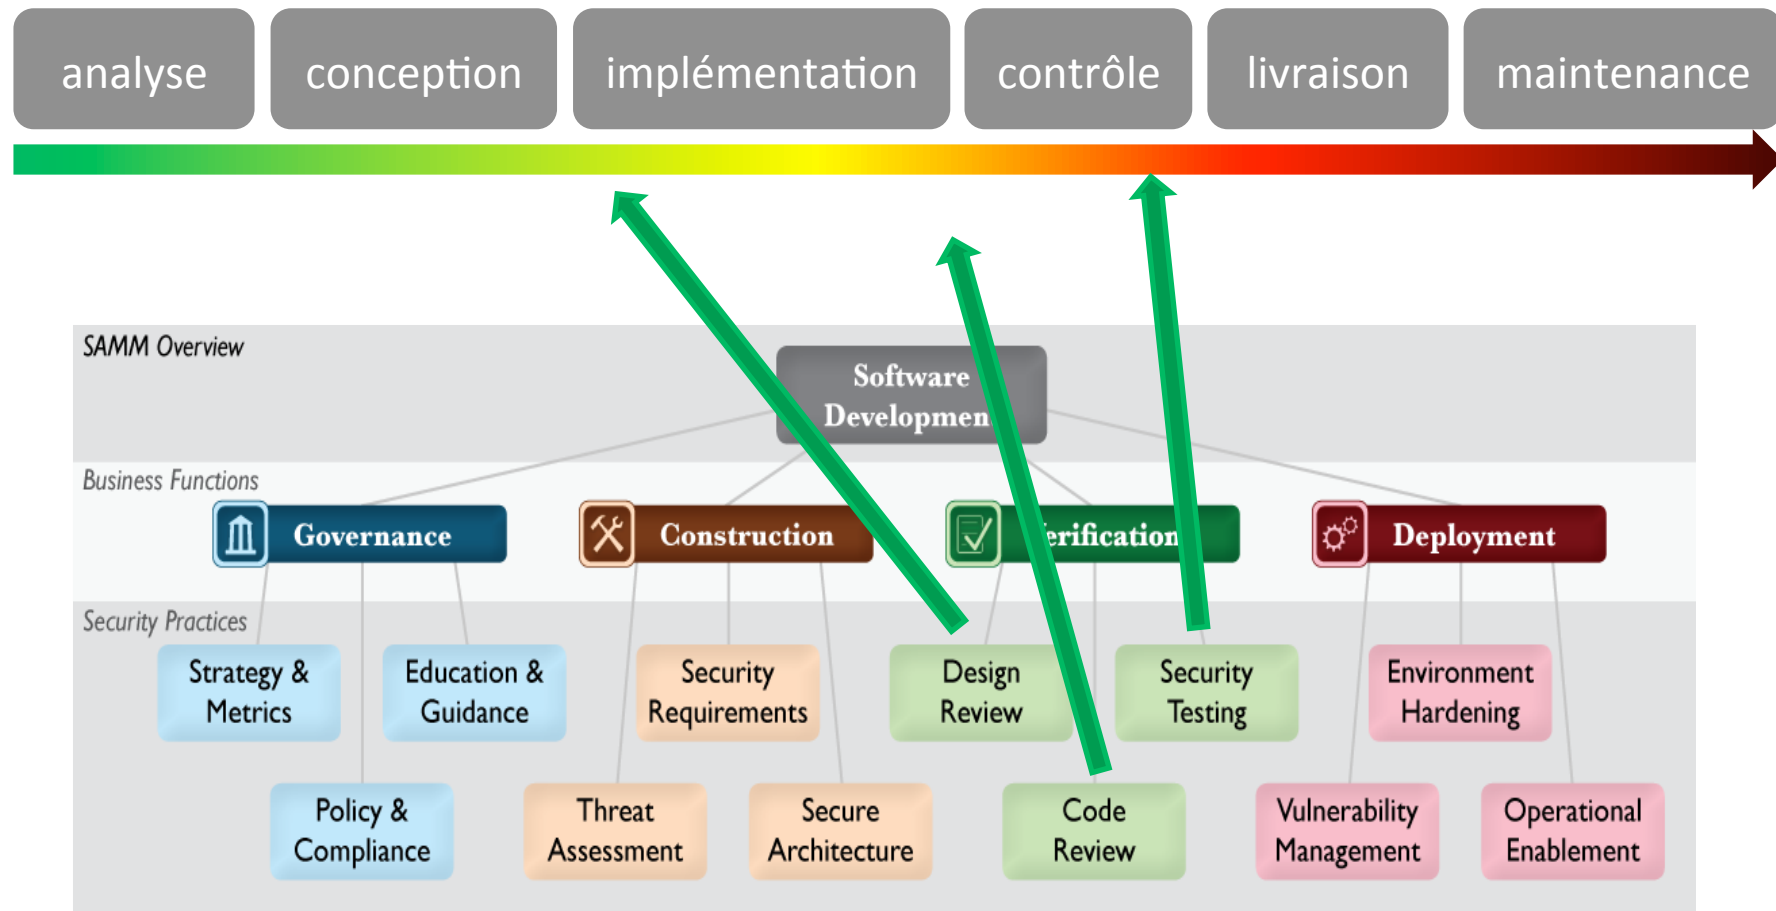 analyse
conception
implémentation
contrôle
livraison
maintenance
SAMM Overview
Software
Developmen
Business Functions
Governance
Construction
erification
Deployment
Security Practices
Strategy &
Metrics
Education &
Guidance
Security
Requirements
Design
Review
Security
Testing
Environment
Hardening
Policy &
Compliance
Threat
Assessment
Secure
Architecture
Code
Review
Vulnerability
Management
Operational
Enablement